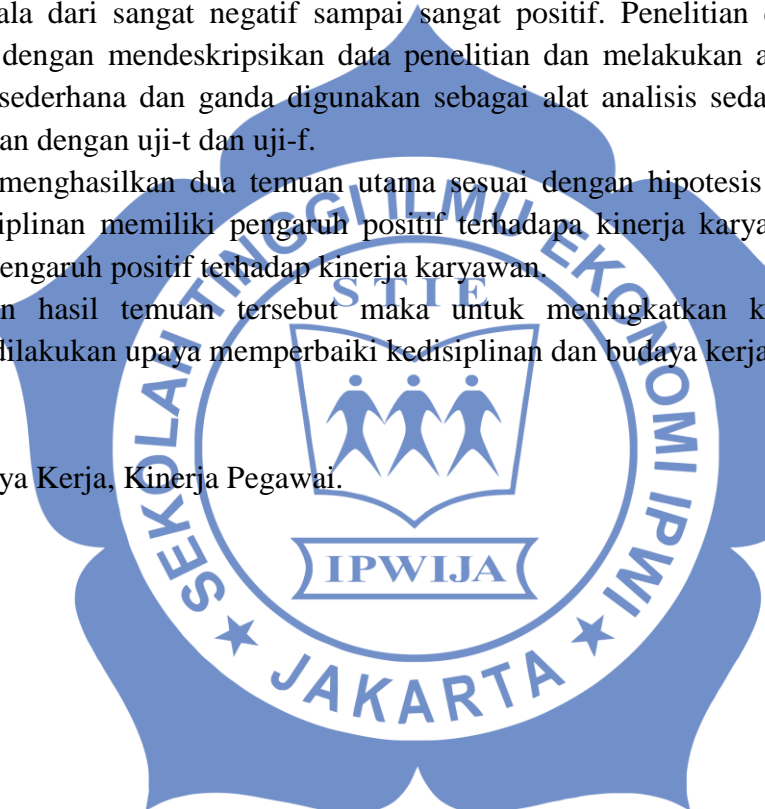 ala dari sangat negatif sampai sangat positif. Penelitian
dengan mendeskripsikan data penelitian dan melakukan a
sederhana dan ganda digunakan sebagai alat analisis seda
an dengan uji-t dan uji-f.
menghasilkan dua temuan utama sesuai dengan hipotesis
iplinan memiliki pengaruh positif terhadapa kinerja karya
pengaruh positif terhadap kinerja karyawan.
n hasil temuan tersebut maka untuk meningkatkan k
dilakukan upaya memperbaiki kedisiplinan dan budaya kerja
ya Kerja, Kinerja Pegawai.
SEKOLAH TINGGI ILMU EKONOMI IPWI
STIE
IPWIJA
JAKARTA